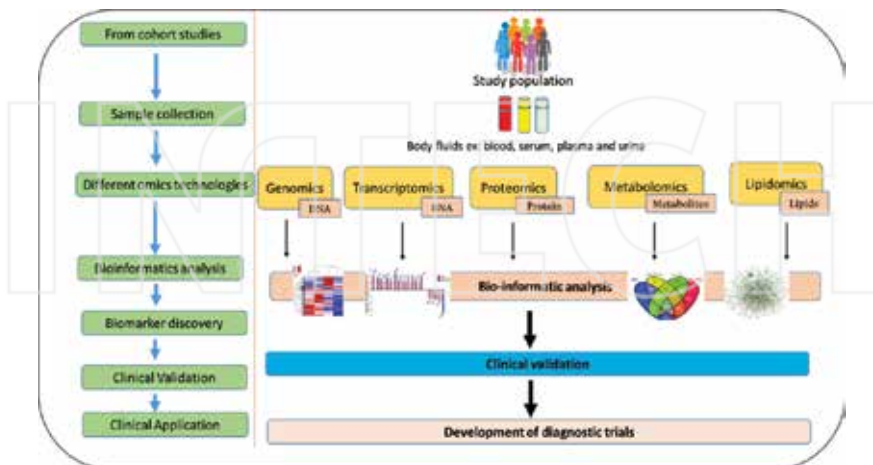 From cohort studies
Sample collection
Different omics technologies
Bioinformatics analysis
Biomarker discovery
Clinical Validation
Clinical Application
Study population
Body fluids ex: blood, serum, plasma and urine
Genomics
DNA
Transcriptomics
RNA
Proteomics
Protein
Metabolomics
Metabolites
Lipidomics
Lipids
Bio-informatic analysis
Clinical validation
Development of diagnostic trials
INTECH